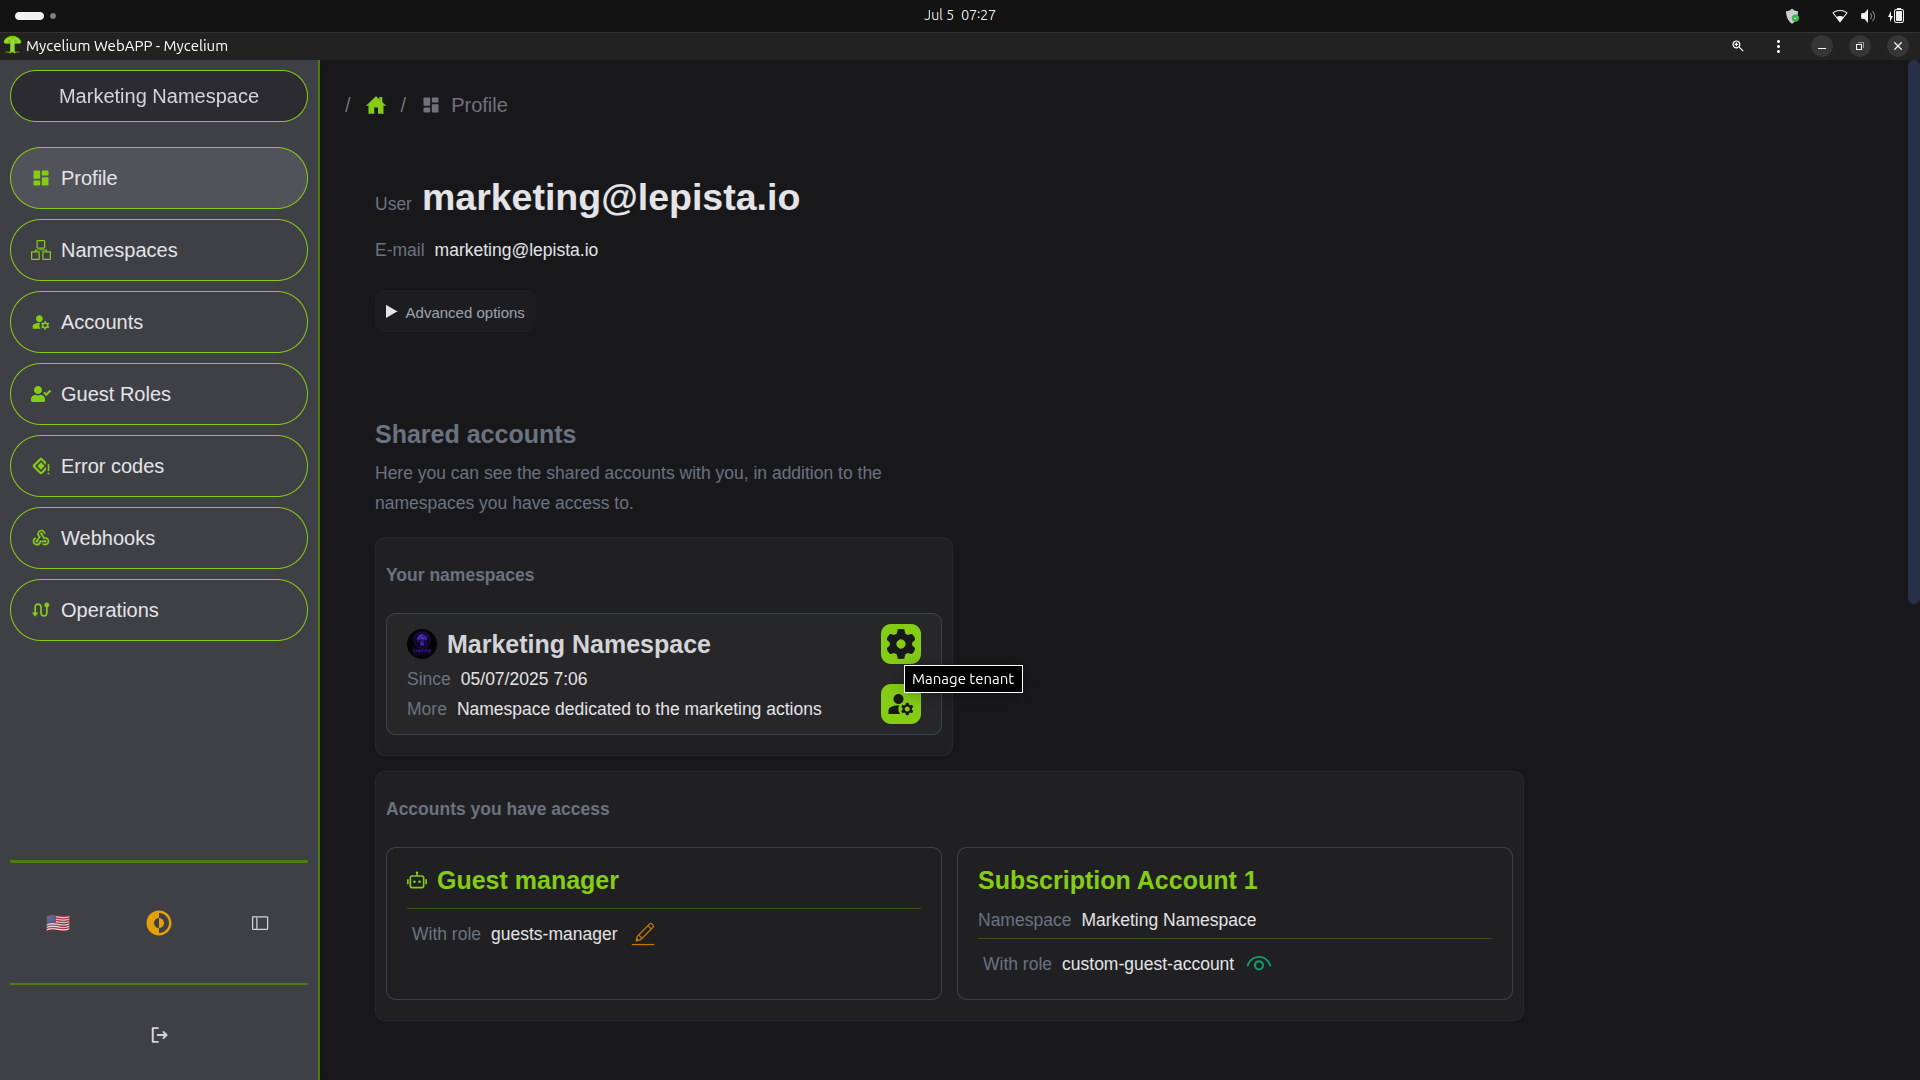 Jul 5 07:27
Mycelium WebAPP - Mycelium
Marketing Namespace
Profile
Namespaces
Accounts
Guest Roles
Error codes
Webhooks
Operations
/ / Profile
User marketing@lepista.io
E-mail marketing@lepista.io
Advanced options
Shared accounts
Here you can see the shared accounts with you, in addition to the
namespaces you have access to.
Your namespaces
Marketing Namespace
Since 05/07/2025 7:06
Manage tenant
More Namespace dedicated to the marketing actions
Accounts you have access
Guest manager
With role guests-manager
Subscription Account 1
Namespace Marketing Namespace
With role custom-guest-account